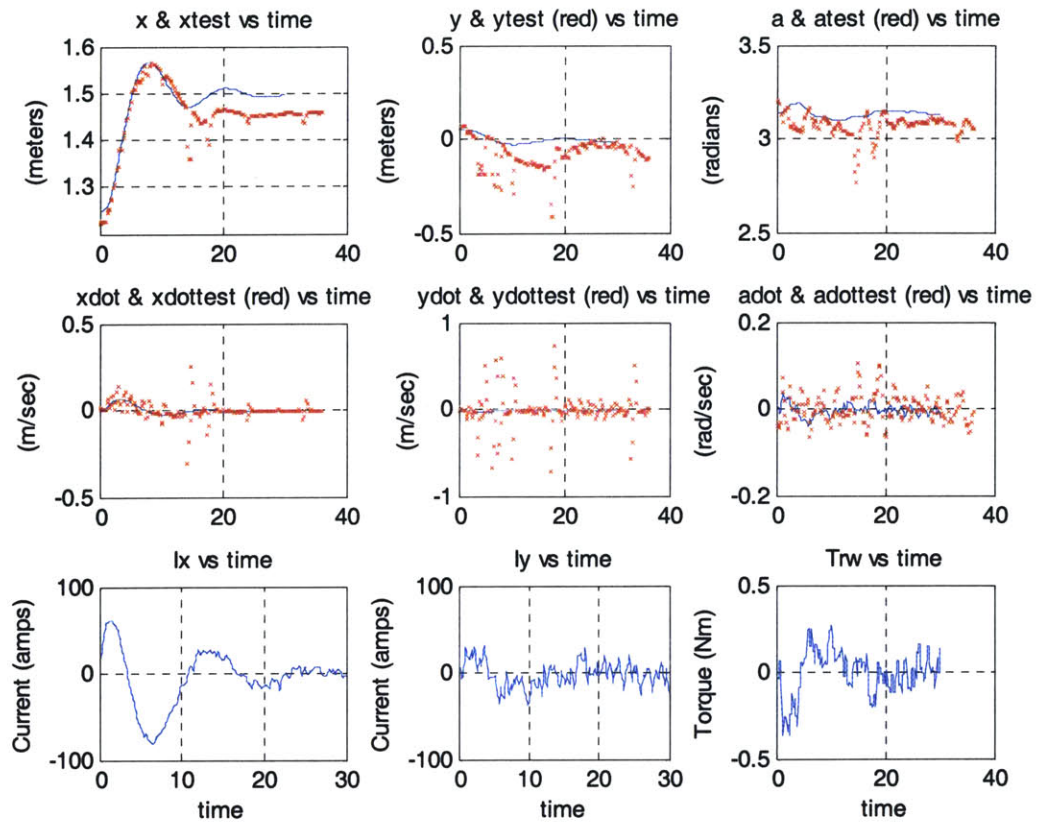 x & xtest vs time
y & ytest (red) vs time
a & atest (red) vs time
(meters)
1.6
1.5
1.4
1.3
0 20 40
(meters)
0.5
0
-0.5
0 20 40
(radians)
3.5
3
2.5
0 20 40
xdot & xdottest (red) vs time
ydot & ydottest (red) vs time
adot & adottest (red) vs time
(m/sec)
0.5
0
-0.5
0 20 40
(m/sec)
1
0
-1
0 20 40
(rad/sec)
0.2
0
-0.2
0 20 40
Ix vs time
Iy vs time
Trw vs time
Current (amps)
100
0
-100
0 10 20 30
time
Current (amps)
100
0
-100
0 10 20 30
time
Torque (Nm)
0.5
0
-0.5
0 20 40
time